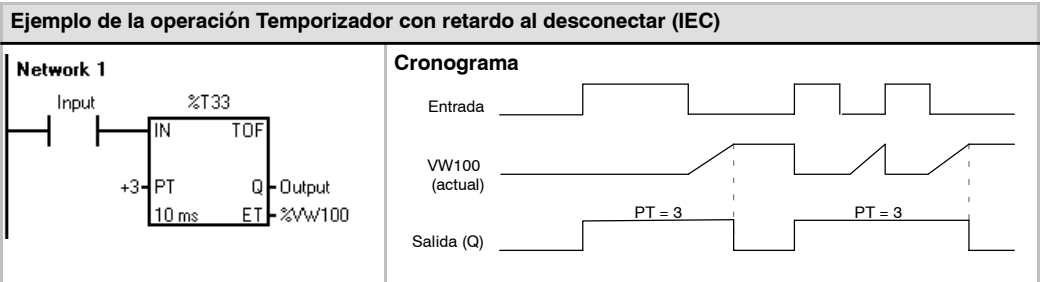 Ejemplo de la operación Temporizador con retardo al desconectar (IEC)
Network 1
Input
%T33
IN TOF
+3 PT Q Output
10 ms ET %VW100
Cronograma
Entrada
VW100
(actual)
PT = 3 PT = 3
Salida (Q)